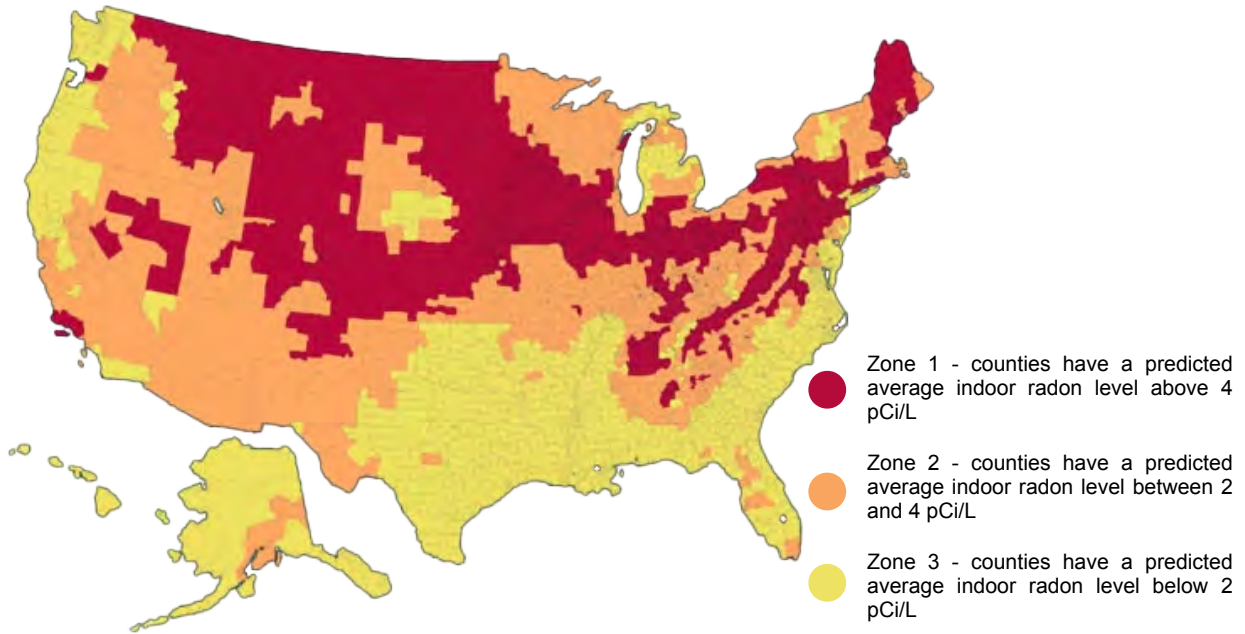 Zone 1 - counties have a predicted
average indoor radon level above 4
pCi/L
Zone 2 - counties have a predicted
average indoor radon level between 2
and 4 pCi/L
Zone 3 - counties have a predicted
average indoor radon level below 2
pCi/L